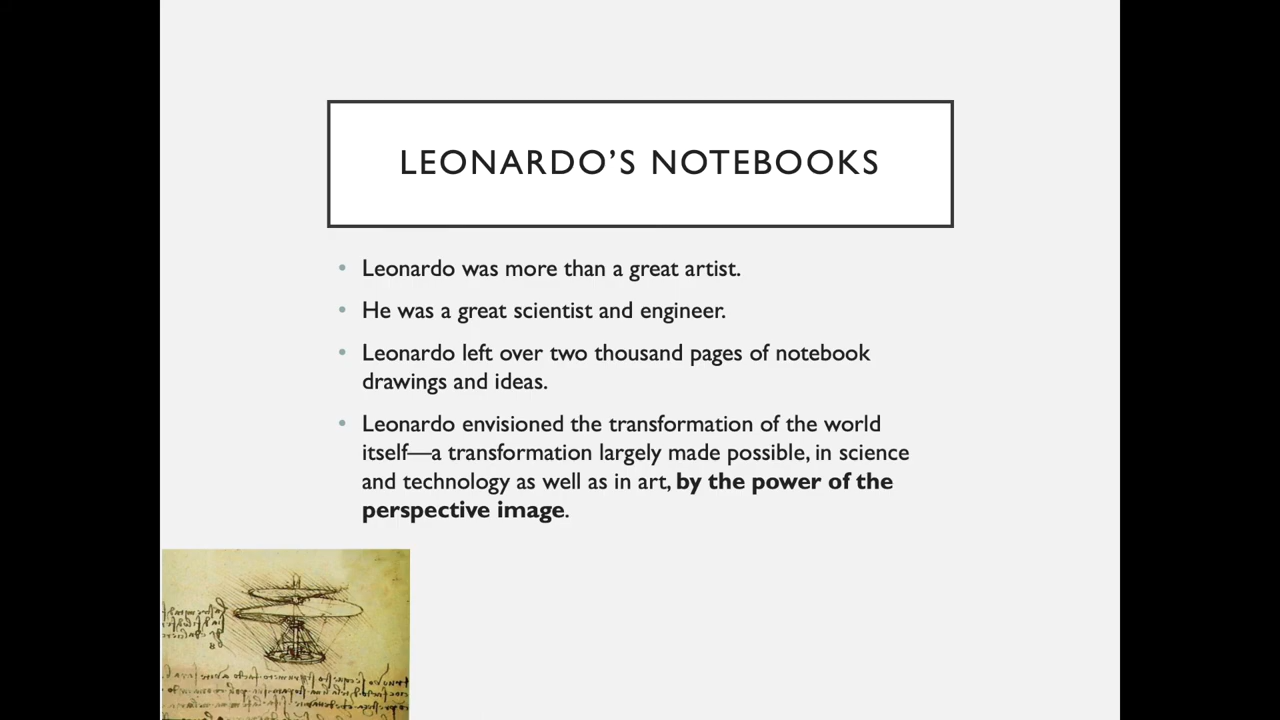 LEONARDO’S NOTEBOOKS
• Leonardo was more than a great artist.
• He was a great scientist and engineer.
• Leonardo left over two thousand pages of notebook
drawings and ideas.
• Leonardo envisioned the transformation of the world
itself—a transformation largely made possible, in science
and technology as well as in art, by the power of the
perspective image.